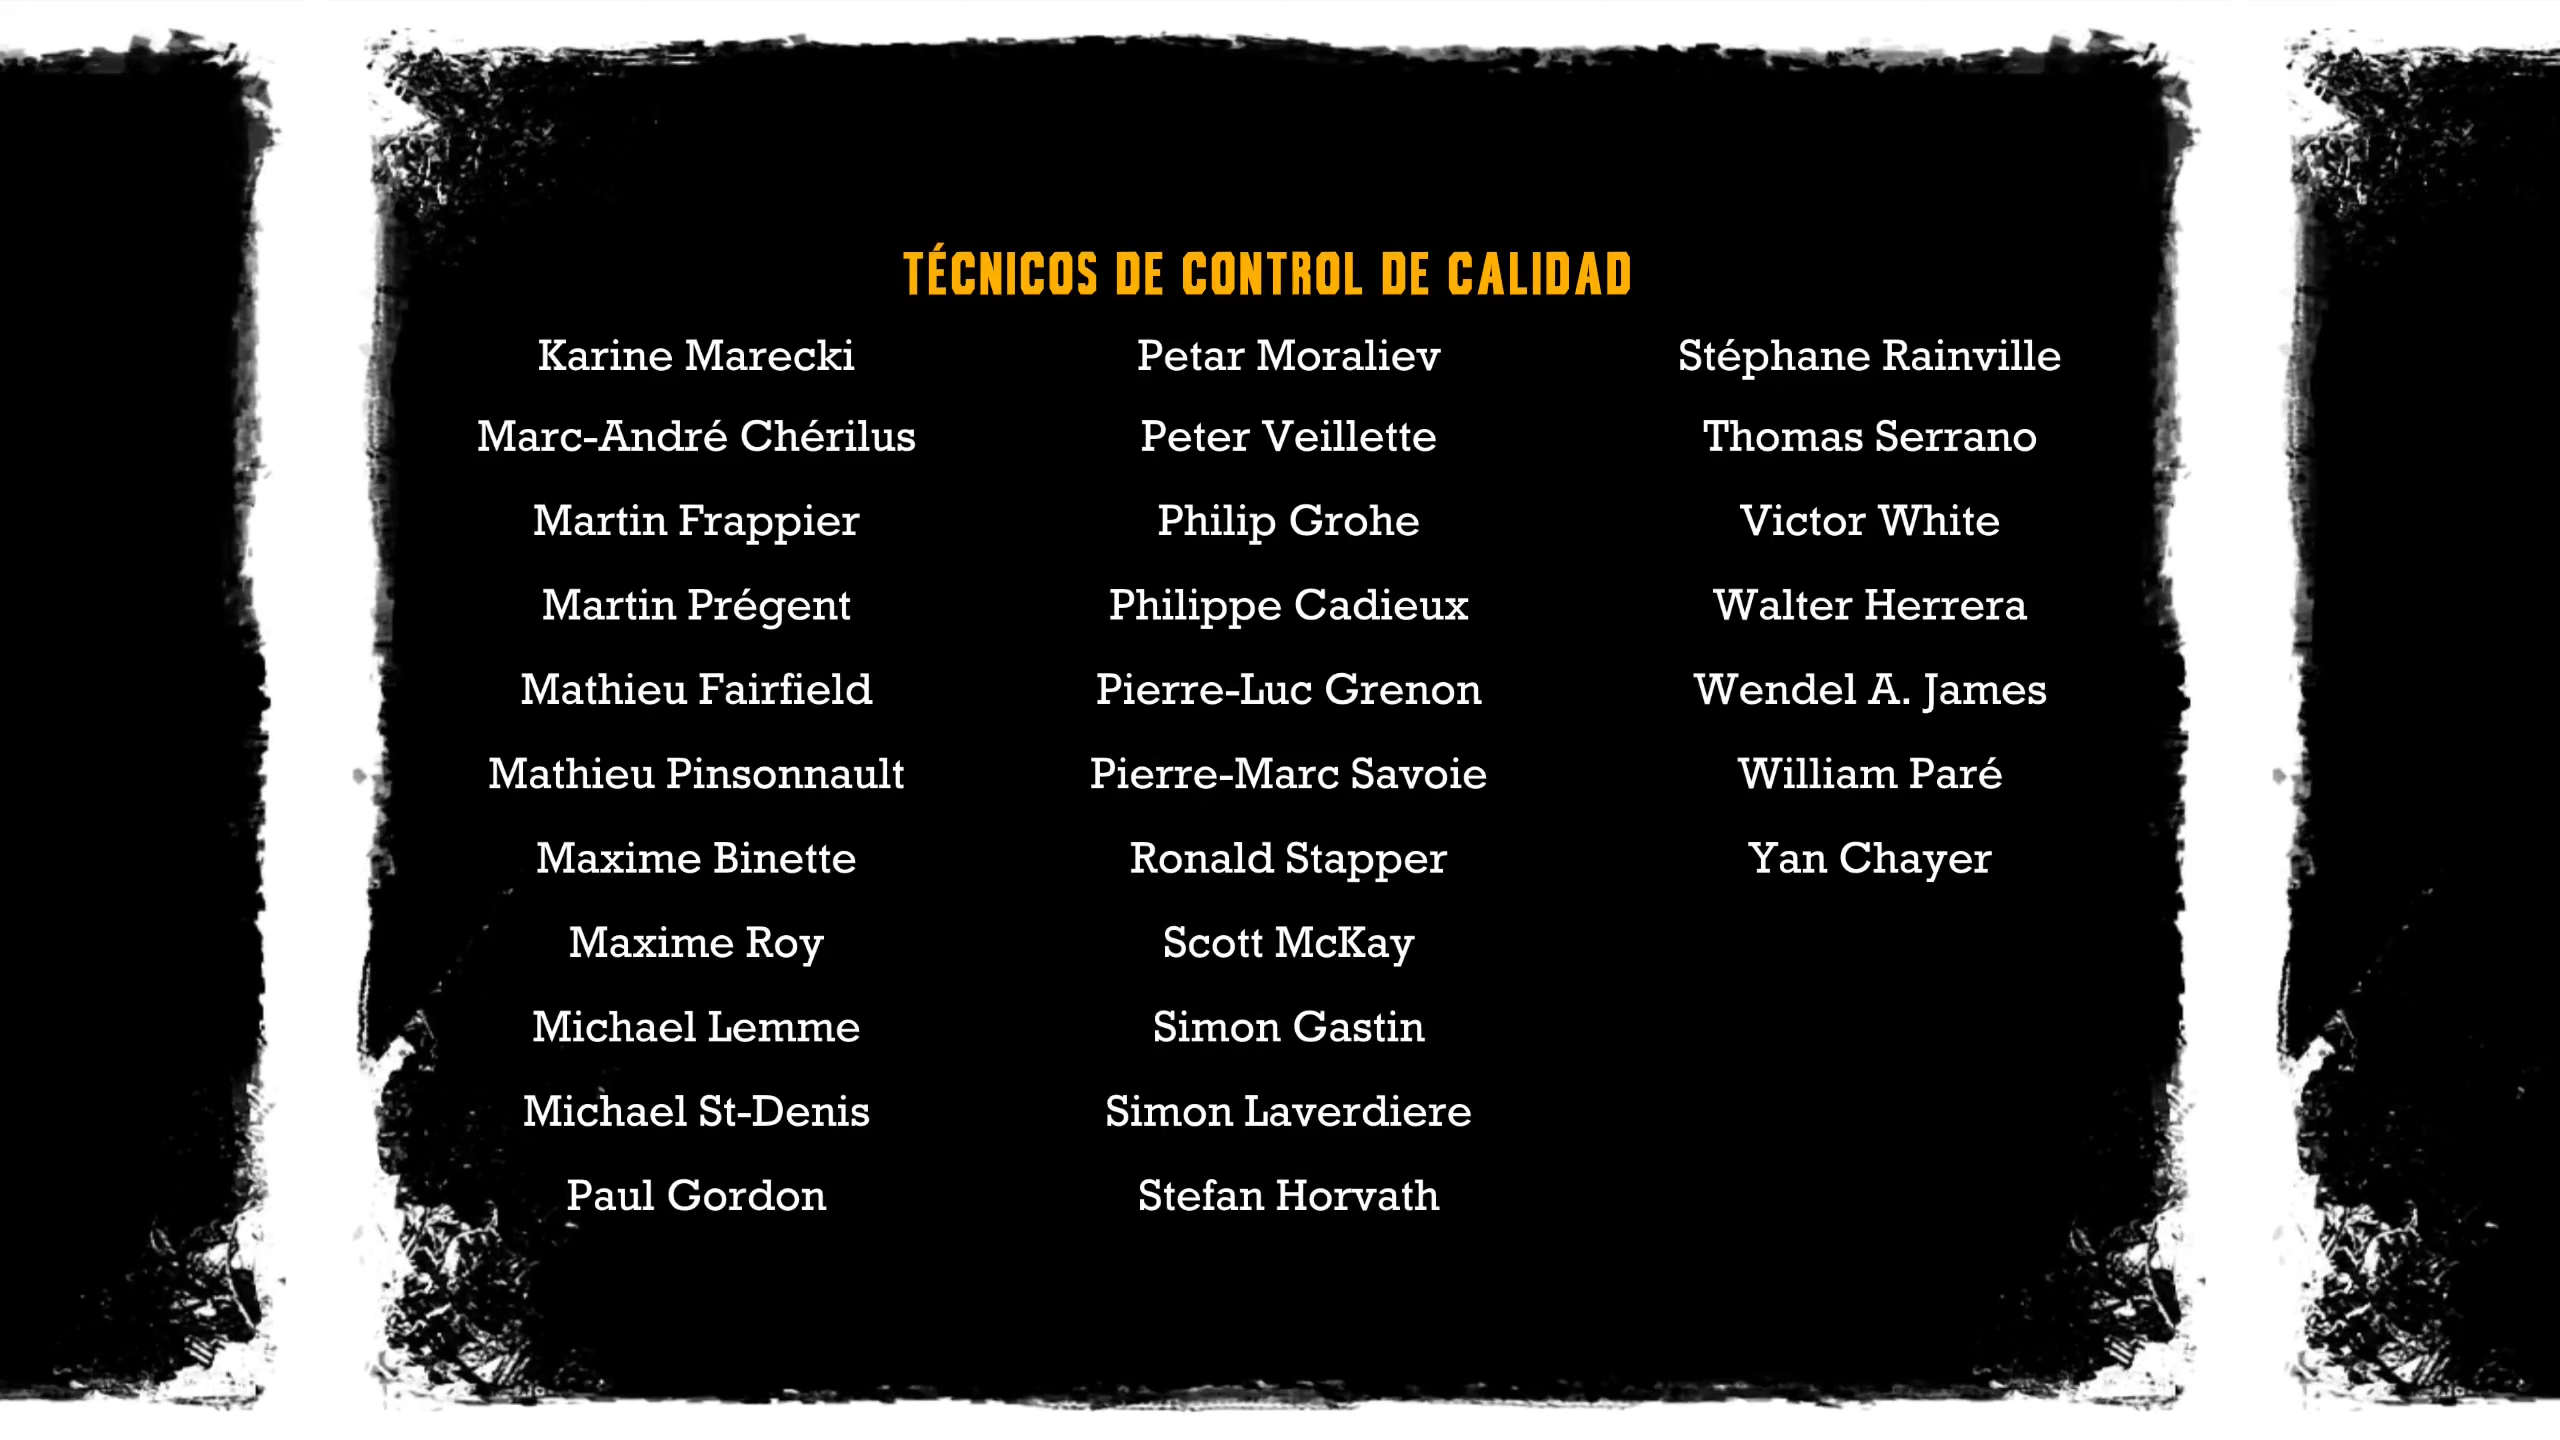 TÉCNICOS DE CONTROL DE CALIDAD
Karine Marecki
Marc-André Chérilus
Martin Frappier
Martin Prégent
Mathieu Fairfield
Mathieu Pinsonnault
Maxime Binette
Maxime Roy
Michael Lemme
Michael St-Denis
Paul Gordon
Petar Moraliev
Peter Veillette
Philip Grohe
Philippe Cadieux
Pierre-Luc Grenon
Pierre-Marc Savoie
Ronald Stapper
Scott McKay
Simon Gastin
Simon Laverdiere
Stefan Horvath
Stéphane Rainville
Thomas Serrano
Victor White
Walter Herrera
Wendel A. James
William Paré
Yan Chayer